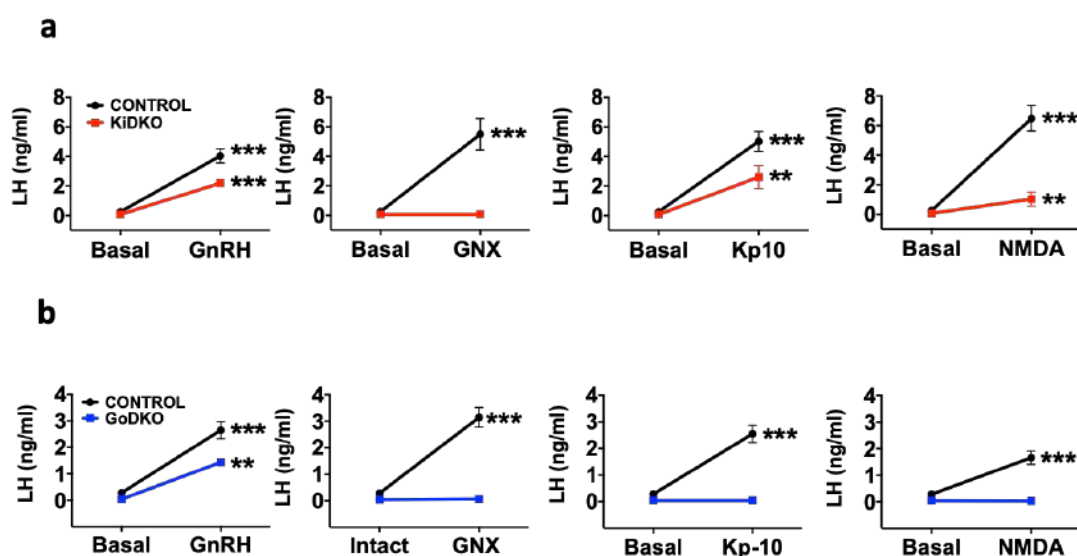 a
8
6
4
2
0
LH (ng/ml)
CONTROL
KiDKO
***
***
Basal GnRH
8
6
4
2
0
LH (ng/ml)
***
Basal GNX
8
6
4
2
0
LH (ng/ml)
***
**
Basal Kp10
8
6
4
2
0
LH (ng/ml)
***
**
Basal NMDA
b
4
3
2
1
0
LH (ng/ml)
CONTROL
GoDKO
***
**
Basal GnRH
4
3
2
1
0
LH (ng/ml)
***
Intact GNX
4
3
2
1
0
LH (ng/ml)
***
Basal Kp-10
4
3
2
1
0
LH (ng/ml)
***
Basal NMDA